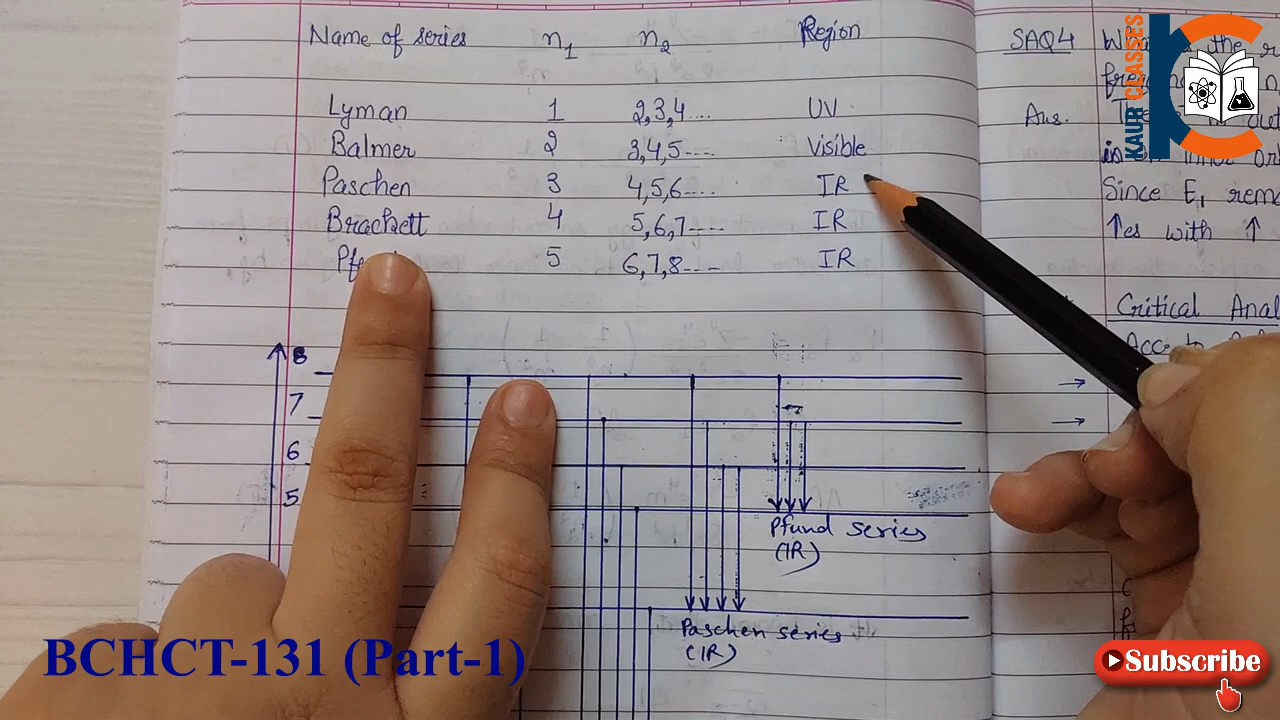 Name of series n1 n2 Region
Lyman 1 2,3,4.... UV
Balmer 2 3,4,5---- Visible
Paschen 3 4,5,6---- IR
Brackett 4 5,6,7---- IR
5 6,7,8---- IR
8
7
6
5
Pfund series
(IR)
Paschen series
(IR)
SAQ4
Ans.
Since E1
↑es with ↑
Critical
KAUR CLASSES
BCHCT-131 (Part-1)
Subscribe